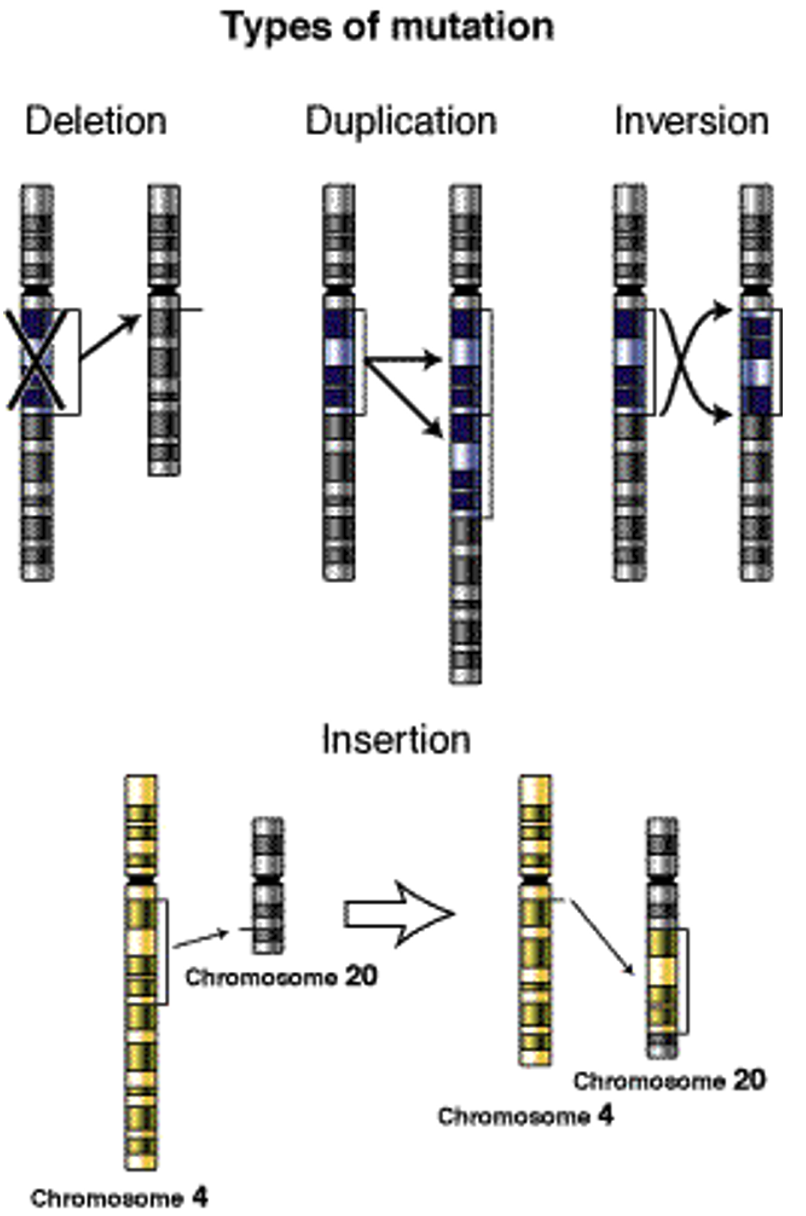 Types of mutation
Deletion
Duplication
Inversion
Insertion
Chromosome 20
Chromosome 4
Chromosome 20
Chromosome 4